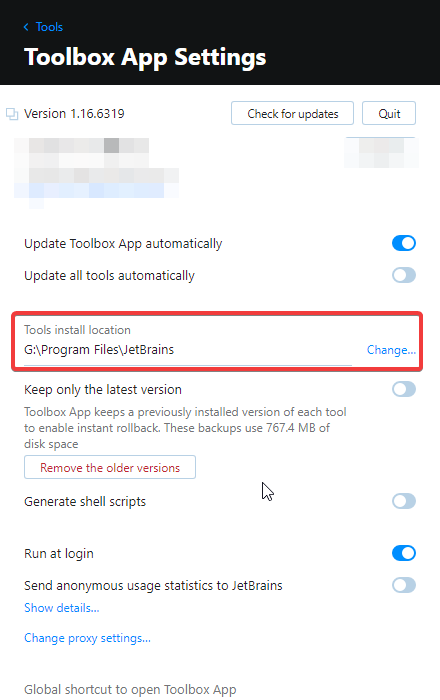 Tools
Toolbox App Settings
Version 1.16.6319
Check for updates
Quit
Update Toolbox App automatically
Update all tools automatically
Tools install location
G:\Program Files\JetBrains
Change...
Keep only the latest version
Toolbox App keeps a previously installed version of each tool
to enable instant rollback. These backups use 767.4 MB of
disk space
Remove the older versions
Generate shell scripts
Run at login
Send anonymous usage statistics to JetBrains
Show details...
Change proxy settings...
Global shortcut to open Toolbox App